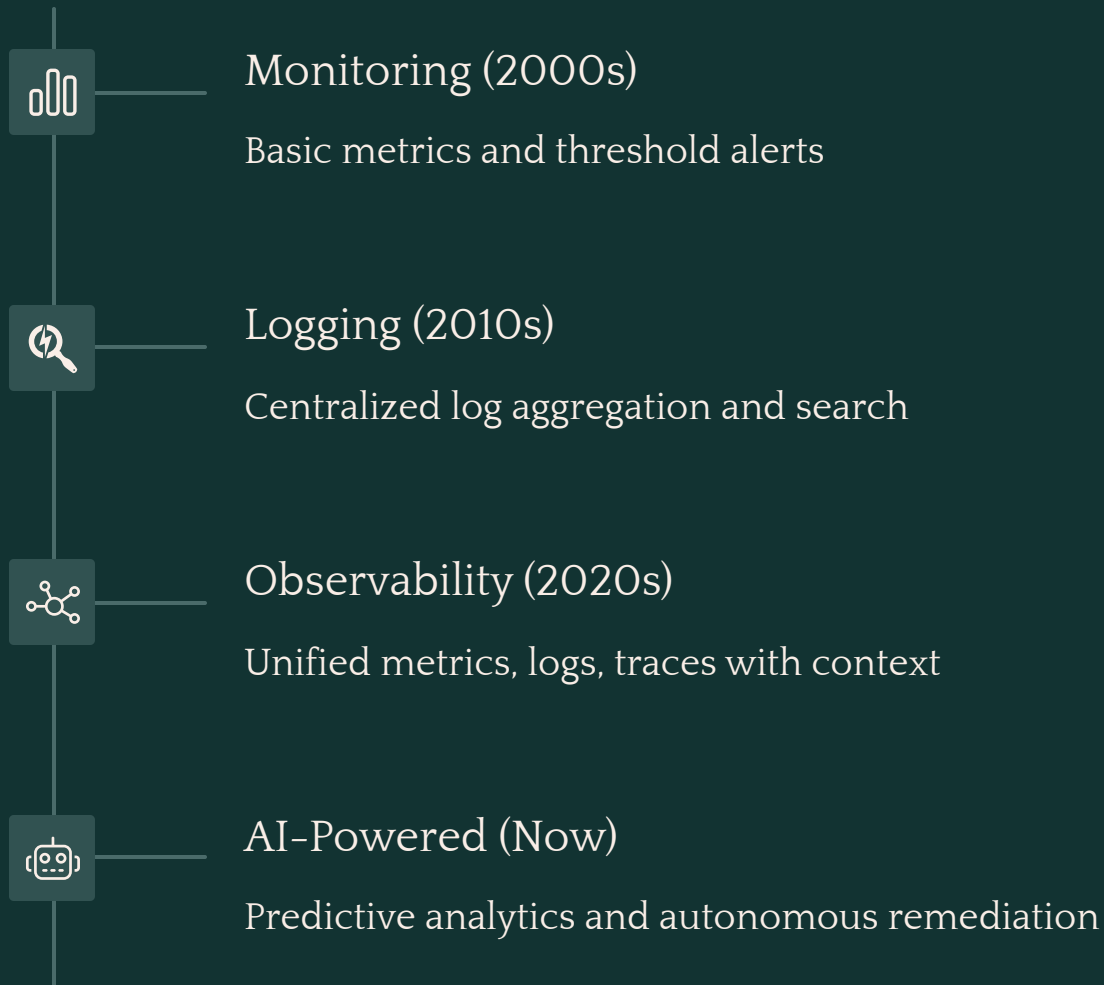 Monitoring (2000s)
Basic metrics and threshold alerts
Logging (2010s)
Centralized log aggregation and search
Observability (2020s)
Unified metrics, logs, traces with context
AI-Powered (Now)
Predictive analytics and autonomous remediation